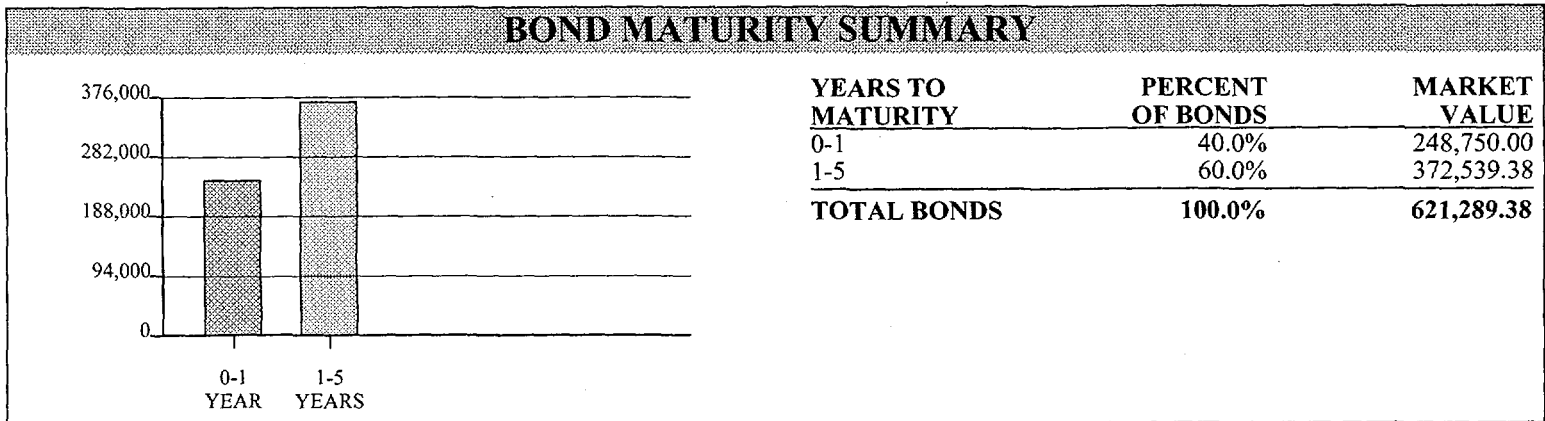 BOND MATURITY SUMMARY
376,000
282,000
188,000
94,000
0
0-1 1-5
YEAR YEARS
YEARS TO PERCENT MARKET
MATURITY OF BONDS VALUE
0-1 40.0% 248,750.00
1-5 60.0% 372,539.38
TOTAL BONDS 100.0% 621,289.38